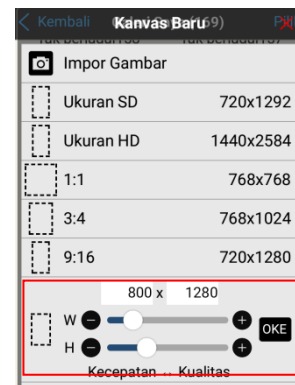 Kembali Kanvas Baru 69)
Impor Gambar
Ukuran SD 720x1292
Ukuran HD 1440x2584
1:1 768x768
3:4 768x1024
9:16 720x1280
800 x 1280
W
OKE
H
Kecepatan ↔ Kualitas